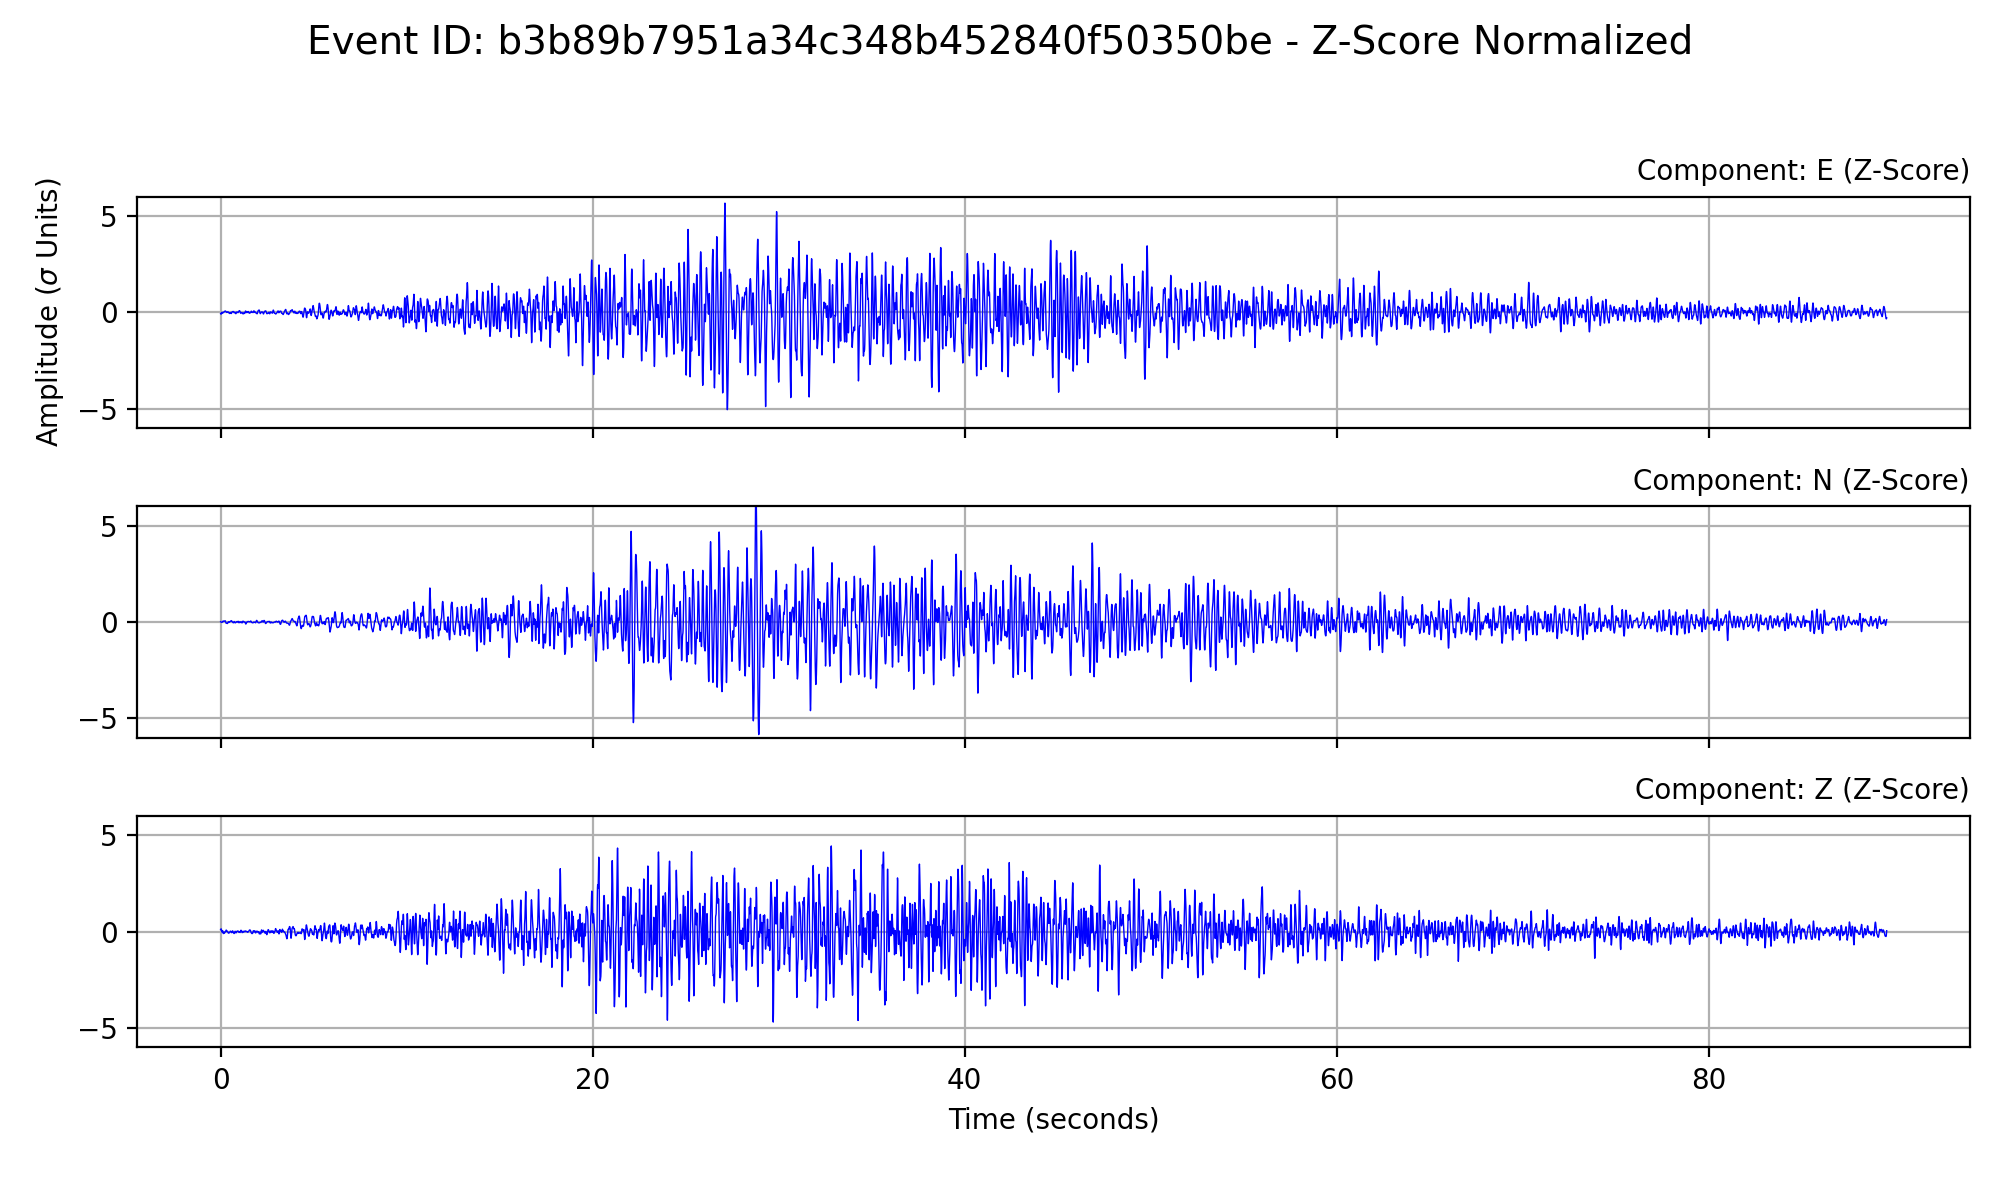 Event ID: b3b89b7951a34c348b452840f50350be - Z-Score Normalized
Component: E (Z-Score)
Amplitude (σ Units)
5
0
−5
Component: N (Z-Score)
5
0
−5
Component: Z (Z-Score)
5
0
−5
0 20 40 60 80
Time (seconds)